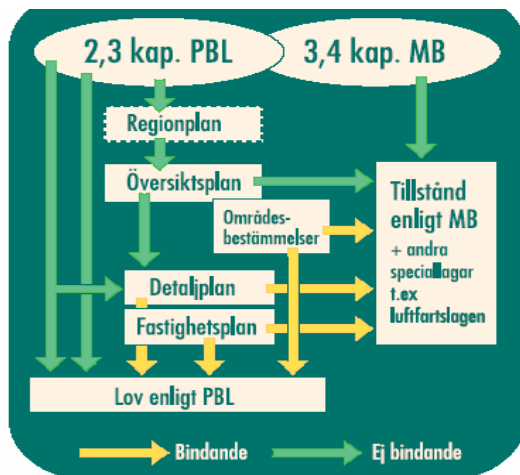 2,3 kap. PBL
3,4 kap. MB
Regionplan
Översiktsplan
Områdes-
bestämmelser
Tillstånd
enligt MB
+ andra
speciallagar
t.ex
luftfartslagen
Detaljplan
Fastighetsplan
Lov enligt PBL
Bindande
Ej bindande